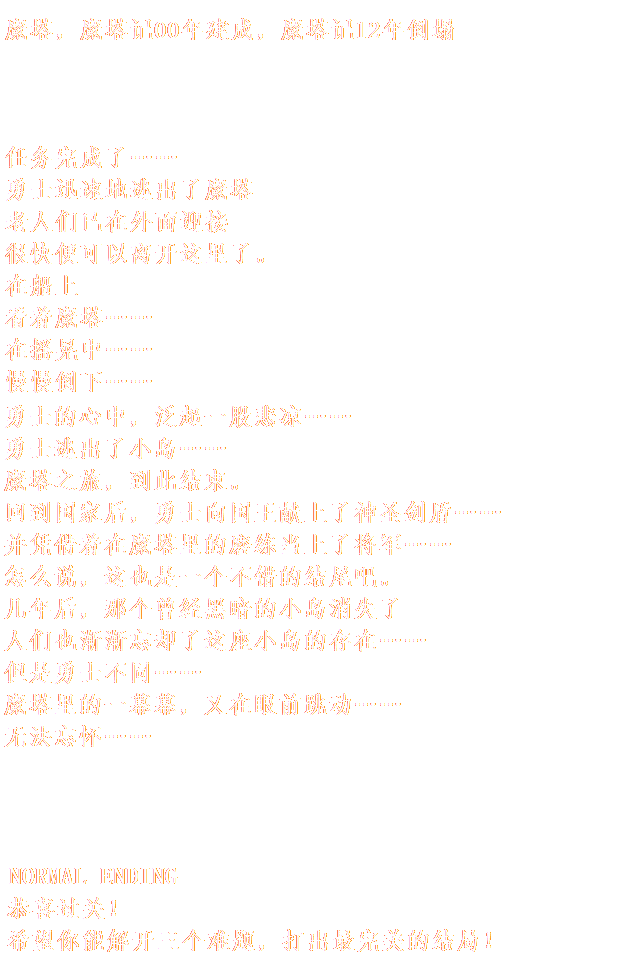 魔塔，魔塔记00年建成，魔塔记12年倒塌
任务完成了………
勇士迅速地逃出了魔塔
老人们已在外面迎接
很快便可以离开这里了。
在船上
看着魔塔………
在摇晃中………
慢慢倒下………
勇士的心中，泛起一股悲凉………
勇士逃出了小岛………
魔塔之旅，到此结束。
回到国家后，勇士向国王献上了神圣剑盾………
并凭借着在魔塔里的磨练当上了将军………
怎么说，这也是一个不错的结尾吧。
几年后，那个曾经黑暗的小岛消失了
人们也渐渐忘却了这座小岛的存在………
但是勇士不同………
魔塔里的一幕幕，又在眼前跳动………
无法忘怀………
NORMAL ENDING
恭喜过关！
希望你能解开三个难题，打出最完美的结局！